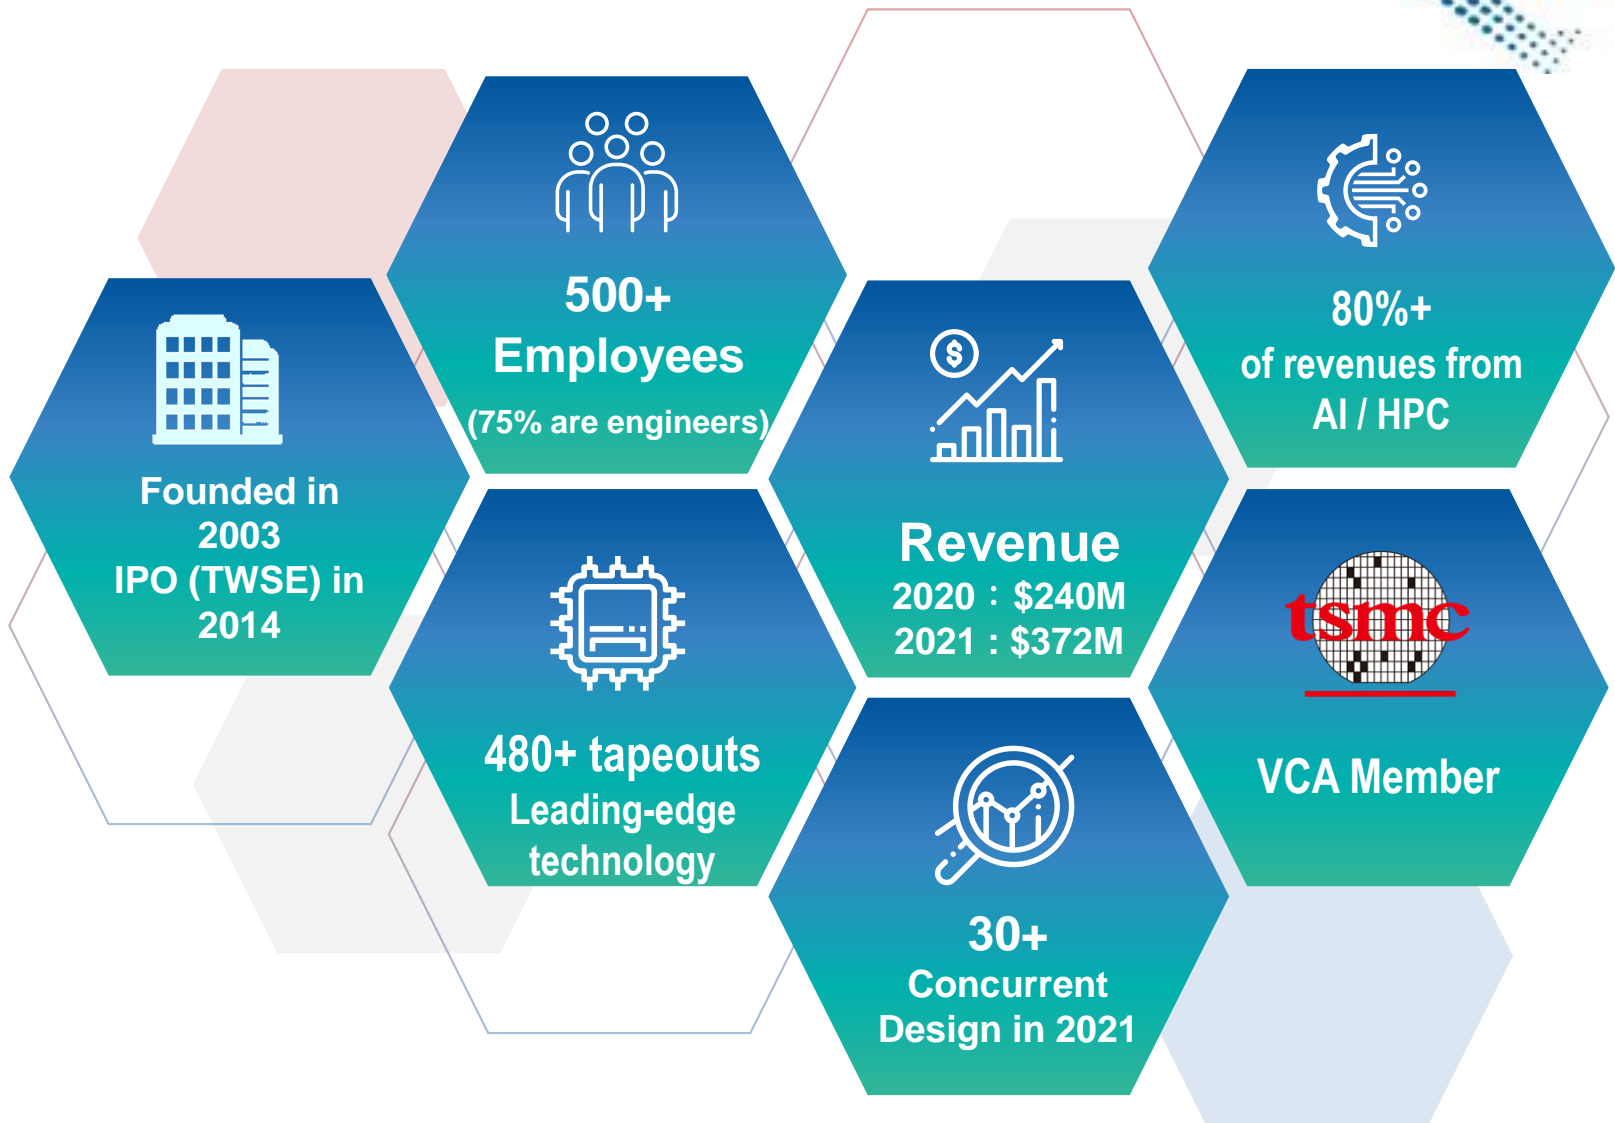 500+
Employees
(75% are engineers)
80%+
of revenues from
AI / HPC
Founded in
2003
IPO (TWSE) in
2014
Revenue
2020：$240M
2021 : $372M
tsmc
VCA Member
480+ tapeouts
Leading-edge
technology
30+
Concurrent
Design in 2021